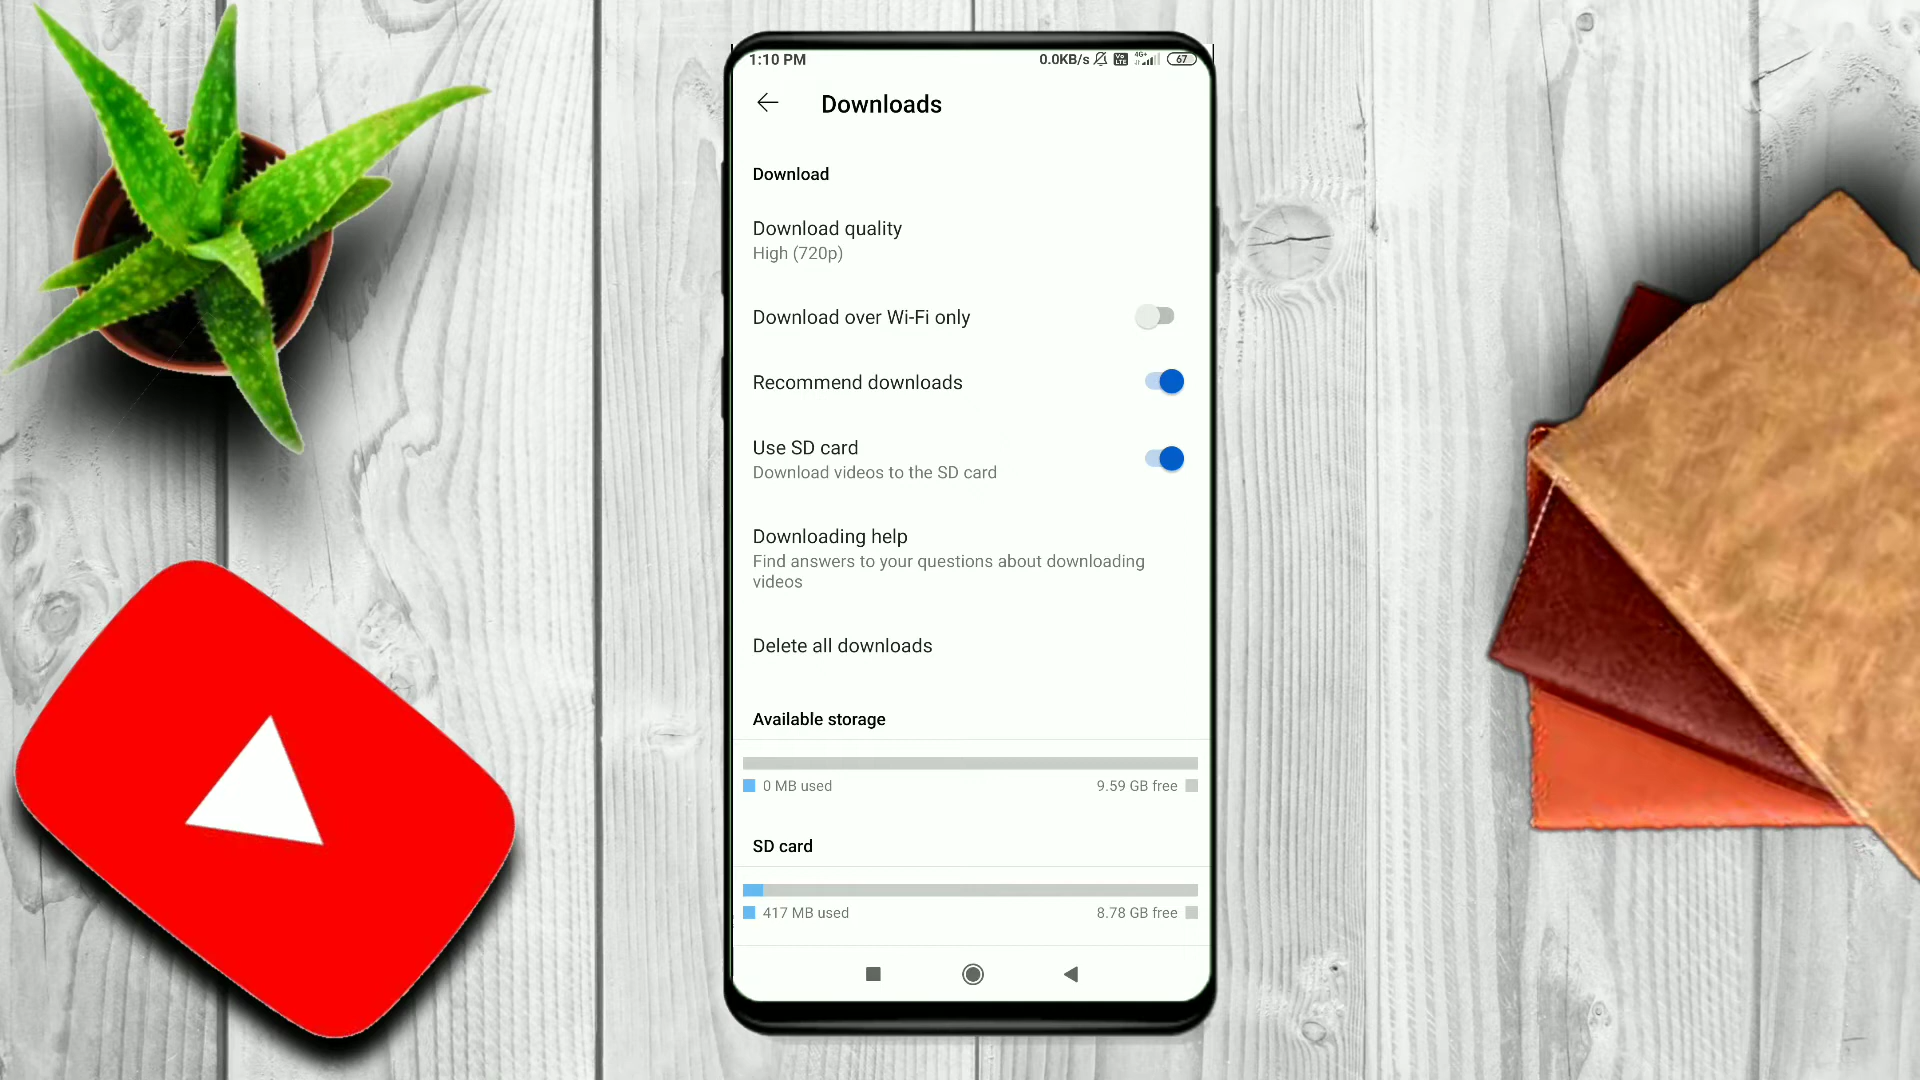 1:10 PM 0.0KB/s 4G+ 67
Downloads
Download
Download quality
High (720p)
Download over Wi-Fi only
Recommend downloads
Use SD card
Download videos to the SD card
Downloading help
Find answers to your questions about downloading
videos
Delete all downloads
Available storage
0 MB used 9.59 GB free
SD card
417 MB used 8.78 GB free